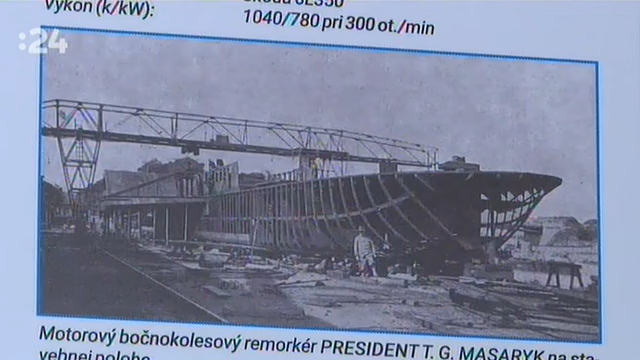 Výkon (k/kW):
1040/780 pri 300 ot./min
:24
Motorový bočnokolesový remorkér PRESIDENT T. G. MASARYK na sta-